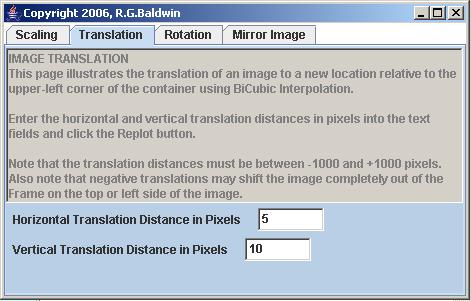 Copyright 2006, R.G.Baldwin
Scaling Translation Rotation Mirror Image
IMAGE TRANSLATION
This page illustrates the translation of an image to a new location relative to the
upper-left corner of the container using BiCubic Interpolation.
Enter the horizontal and vertical translation distances in pixels into the text
fields and click the Replot button.
Note that the translation distances must be between -1000 and +1000 pixels.
Also note that negative translations may shift the image completely out of the
Frame on the top or left side of the image.
Horizontal Translation Distance in Pixels 5
Vertical Translation Distance in Pixels 10